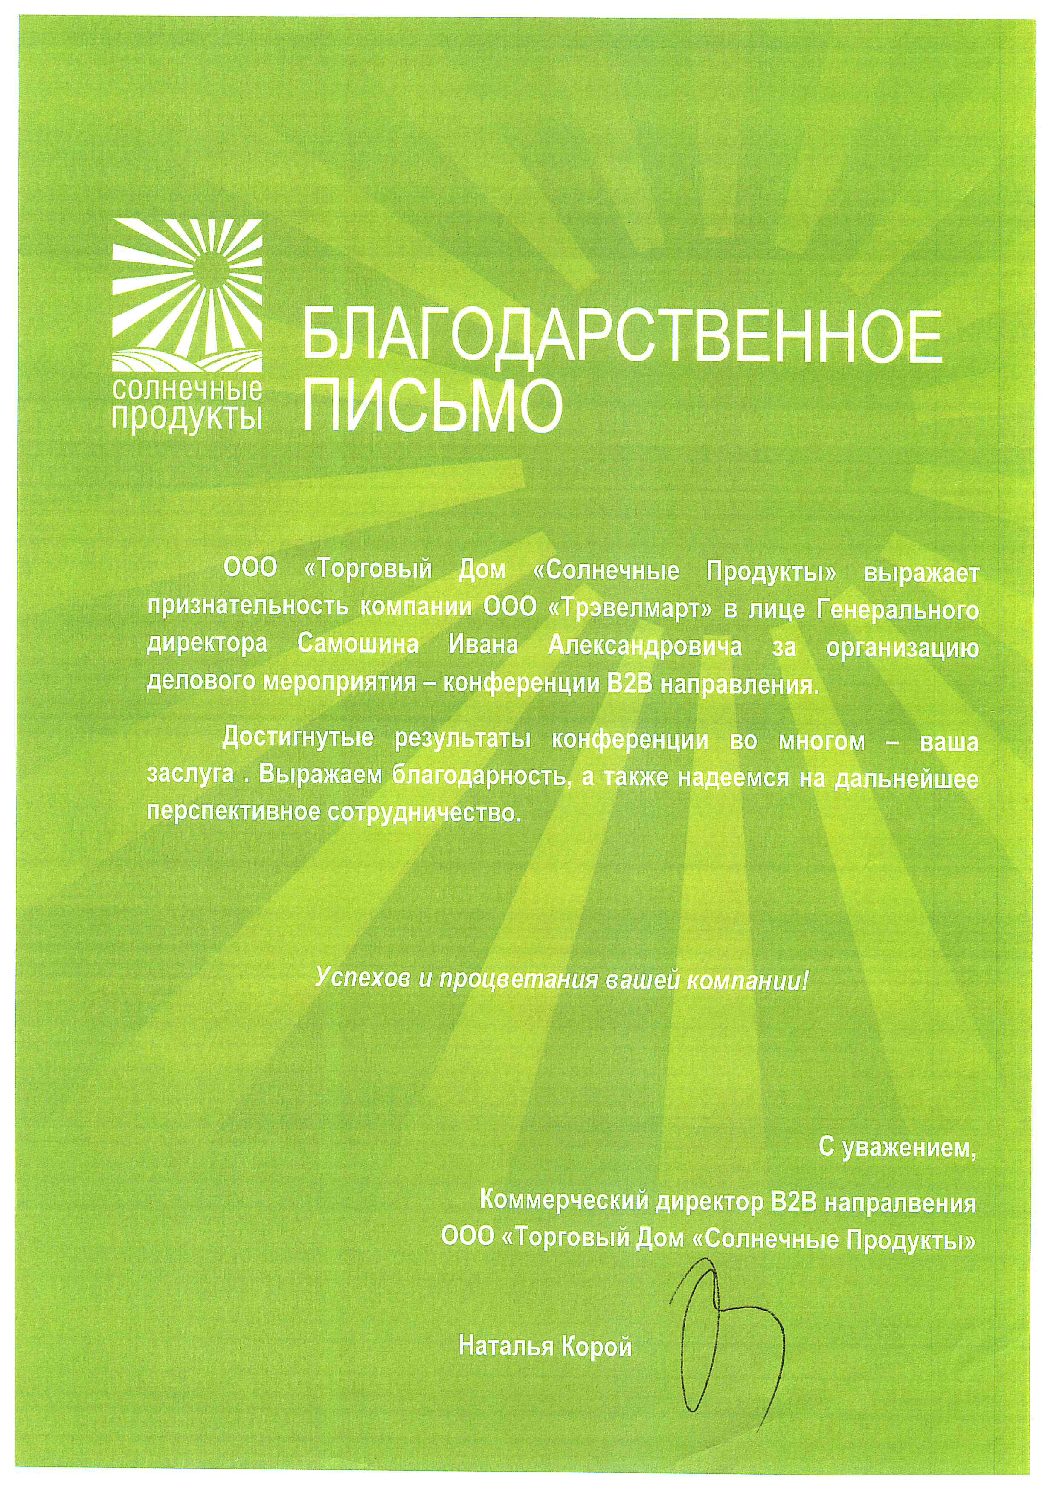 солнечные
продукты
БЛАГОДАРСТВЕННОЕ
ПИСЬМО
ООО «Торговый Дом «Солнечные Продукты» выражает
признательность компании ООО «Трэвелмарт» в лице Генерального
директора Самошина Ивана Александровича за организацию
делового мероприятия – конференции B2B направления.
Достигнутые результаты конференции во многом – ваша
заслуга . Выражаем благодарность, а также надеемся на дальнейшее
перспективное сотрудничество.
Успехов и процветания вашей компании!
С уважением,
Коммерческий директор B2B напралвения
ООО «Торговый Дом «Солнечные Продукты»
Наталья Корой